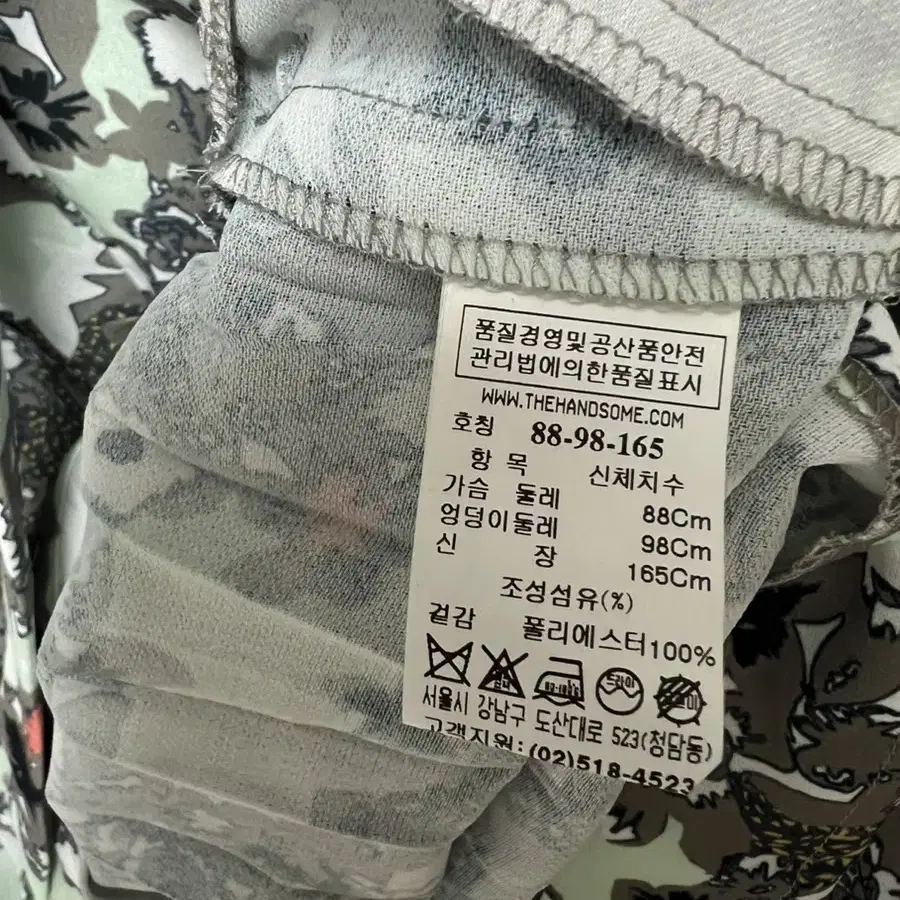 품질경영및공산품안전
관리법에의한품질표시
WWW.THEHANDSOME.COM
호칭 88-98-165
항 목 신체치수
가슴 둘레 88Cm
엉덩이둘레 98Cm
신 장 165Cm
조성섬유(%)
겉감 폴리에스터100%
드라이
서울시 강남구 도산대로 523(청담동)
고객지원:(02)518-4523